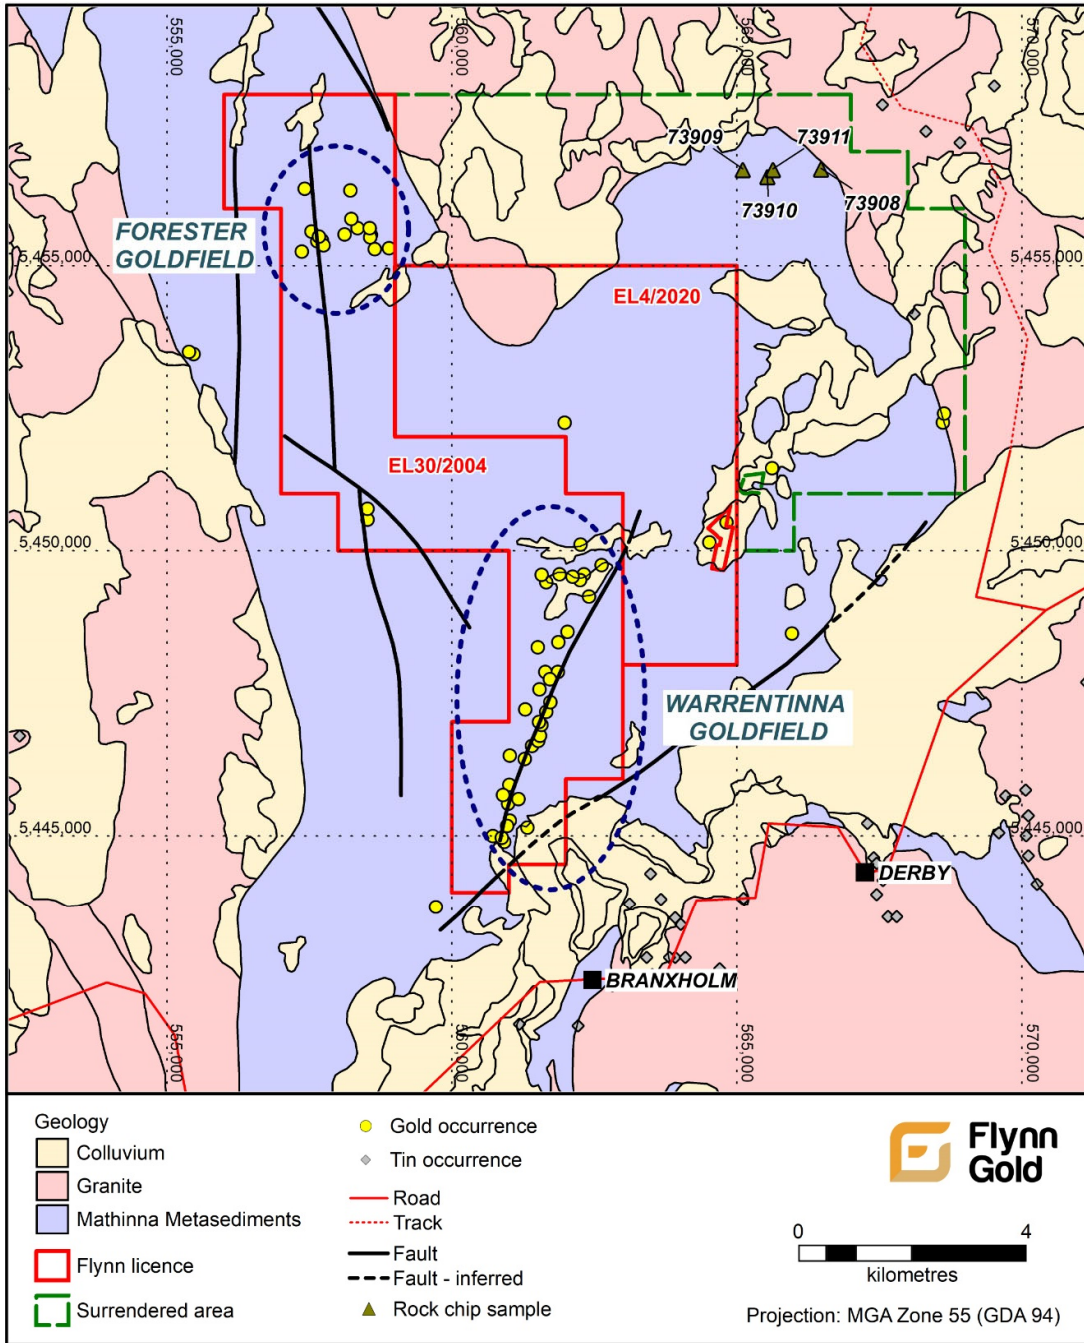 555,000
560,000
565,000
570,000
73909
73911
73910
73908
FORESTER
GOLDFIELD
5,455,000
5,455,000
EL4/2020
EL30/2004
5,450,000
5,450,000
WARRENTINNA
GOLDFIELD
5,445,000
5,445,000
DERBY
BRANXHOLM
555,000
560,000
565,000
570,000
Geology
Colluvium
Granite
Mathinna Metasediments
Flynn licence
Surrendered area
Gold occurrence
Tin occurrence
Road
Track
Fault
Fault - inferred
Rock chip sample
Flynn
Gold
0 4
kilometres
Projection: MGA Zone 55 (GDA 94)